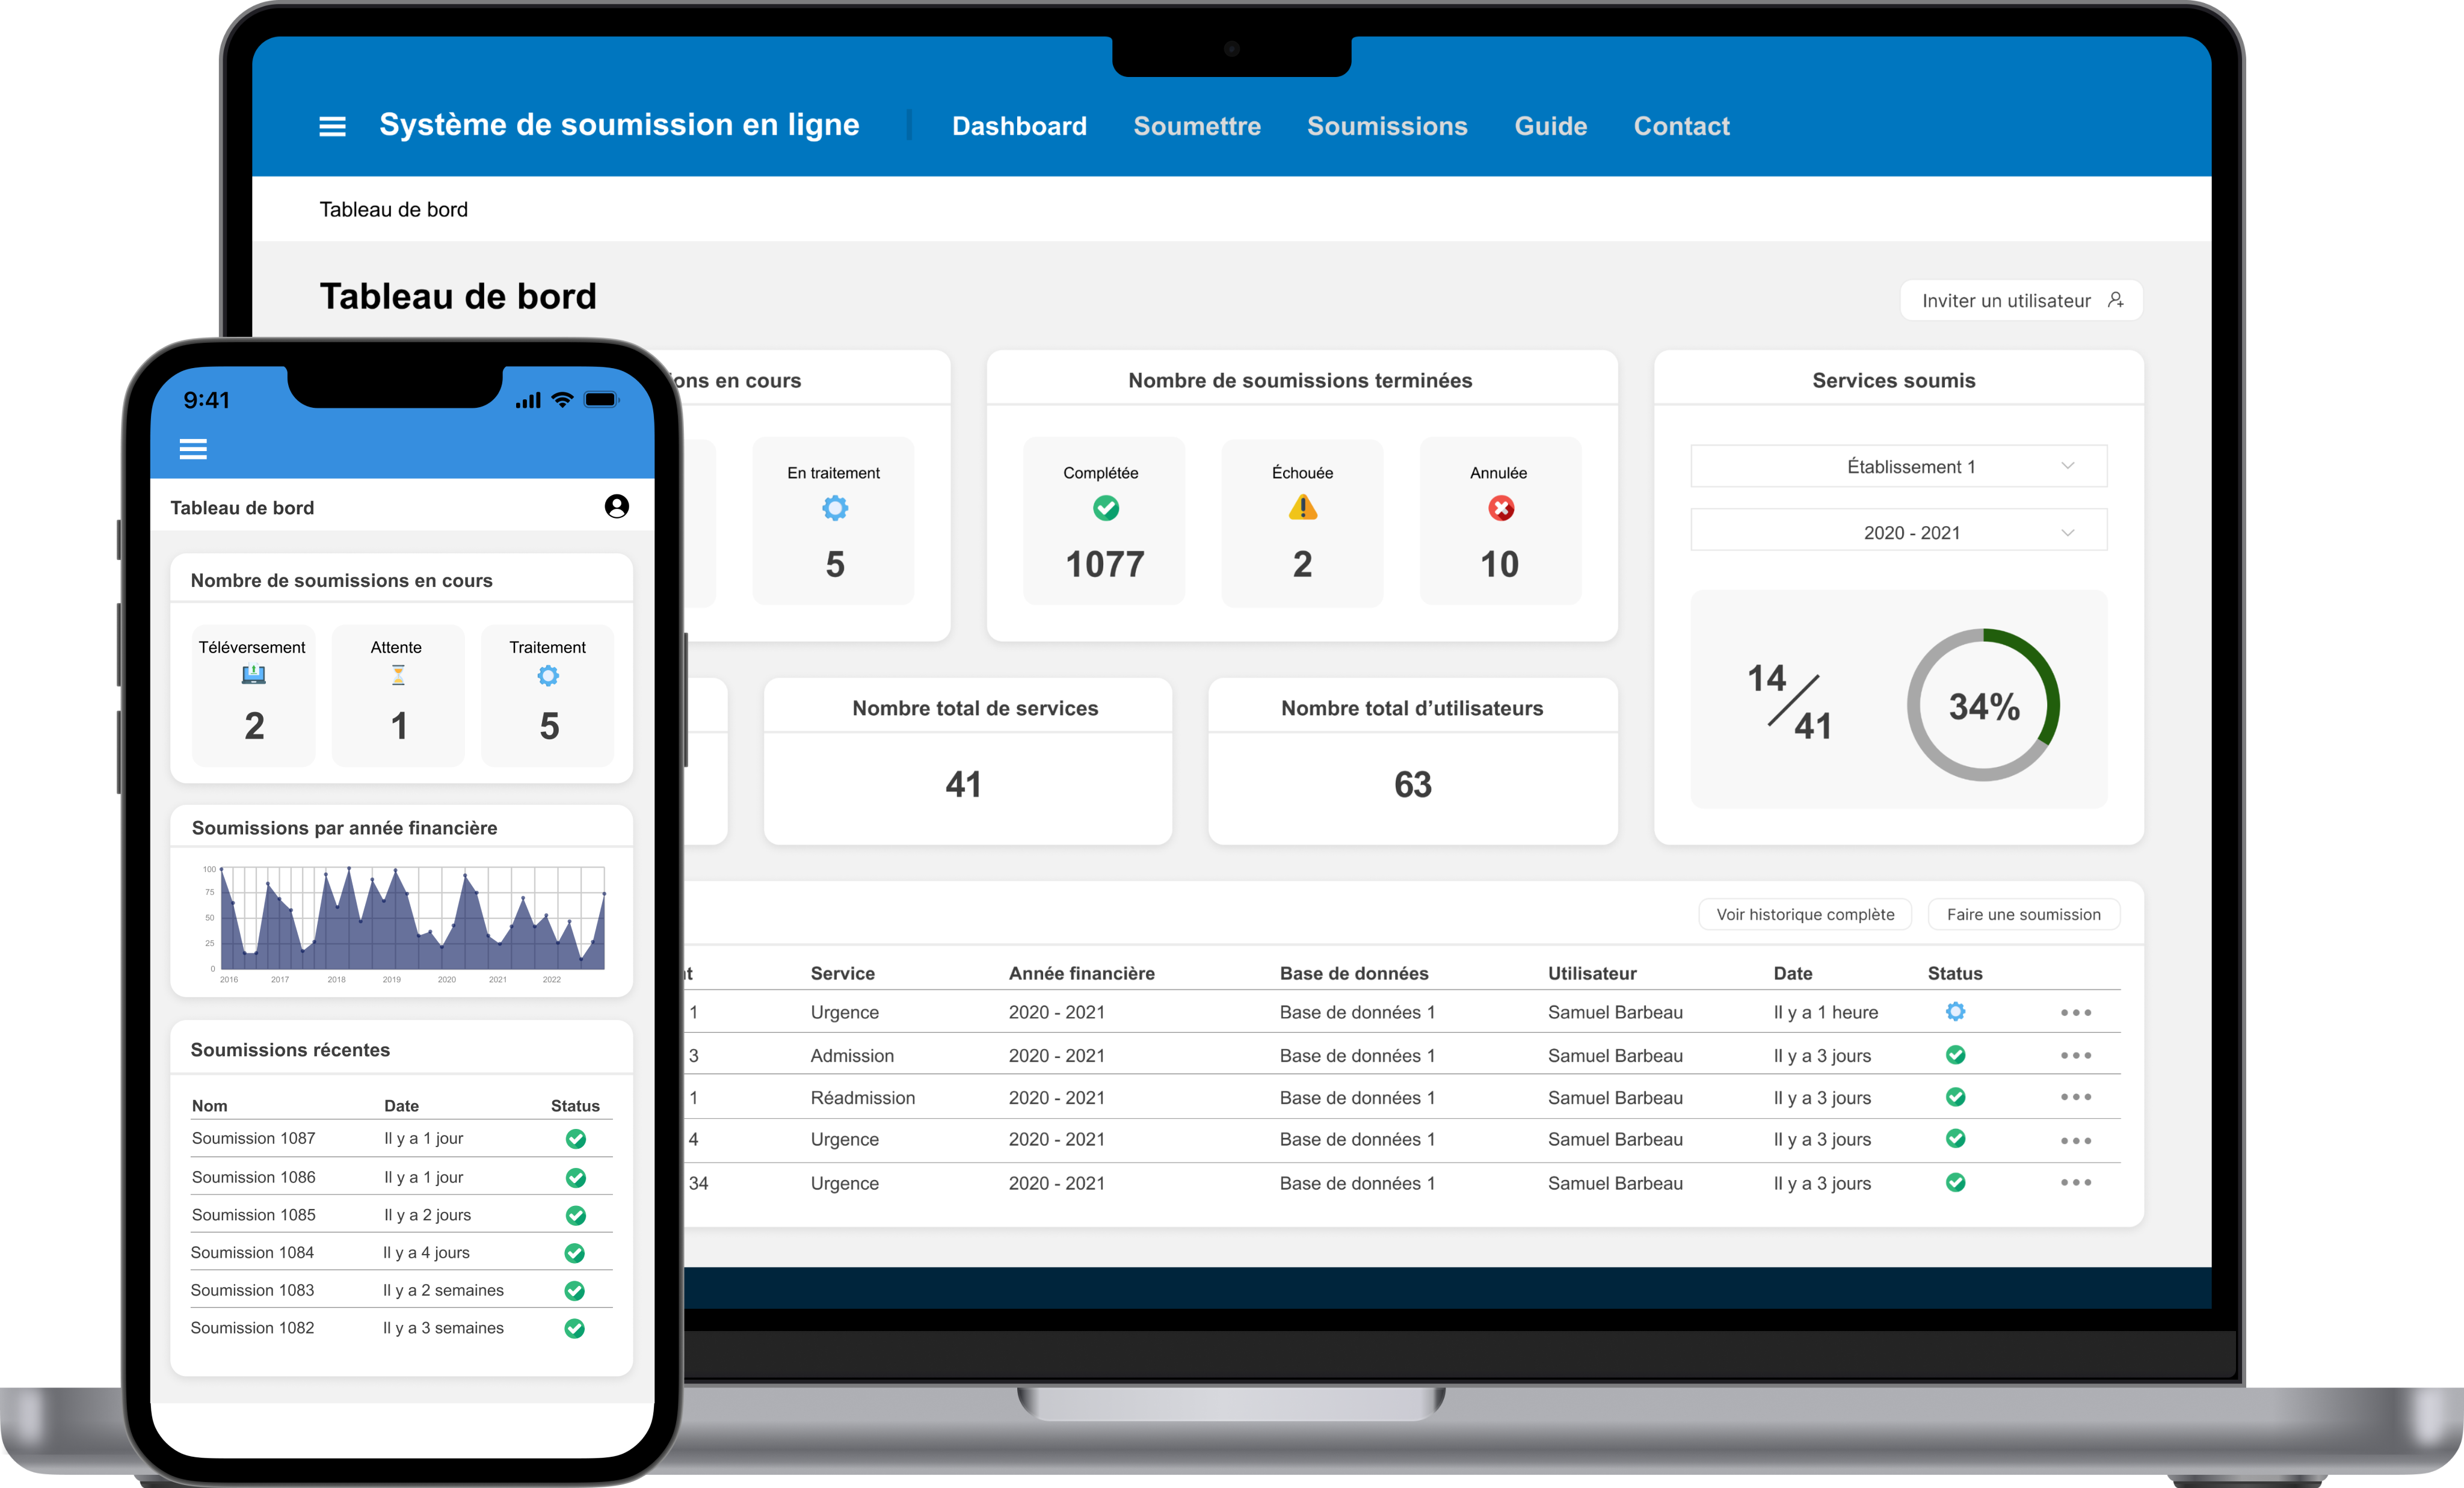 Système de soumission en ligne
Dashboard Soumettre Soumissions Guide Contact
Tableau de bord
Tableau de bord
Inviter un utilisateur
ons en cours
En traitement
5
Nombre de soumissions terminées
Complétée Échouée Annulée
1077 2 10
Services soumis
Établissement 1
2020 - 2021
14/41
34%
Nombre total de services
41
Nombre total d’utilisateurs
63
Voir historique complète Faire une soumission
t Service Année financière Base de données Utilisateur Date Status
1 Urgence 2020 - 2021 Base de données 1 Samuel Barbeau Il y a 1 heure
3 Admission 2020 - 2021 Base de données 1 Samuel Barbeau Il y a 3 jours
1 Réadmission 2020 - 2021 Base de données 1 Samuel Barbeau Il y a 3 jours
4 Urgence 2020 - 2021 Base de données 1 Samuel Barbeau Il y a 3 jours
34 Urgence 2020 - 2021 Base de données 1 Samuel Barbeau Il y a 3 jours
9:41
Tableau de bord
Nombre de soumissions en cours
Téléversement Attente Traitement
2 1 5
Soumissions par année financière
100
75
50
25
0
2016 2017 2018 2019 2020 2021 2022
Soumissions récentes
Nom Date Status
Soumission 1087 Il y a 1 jour
Soumission 1086 Il y a 1 jour
Soumission 1085 Il y a 2 jours
Soumission 1084 Il y a 4 jours
Soumission 1083 Il y a 2 semaines
Soumission 1082 Il y a 3 semaines